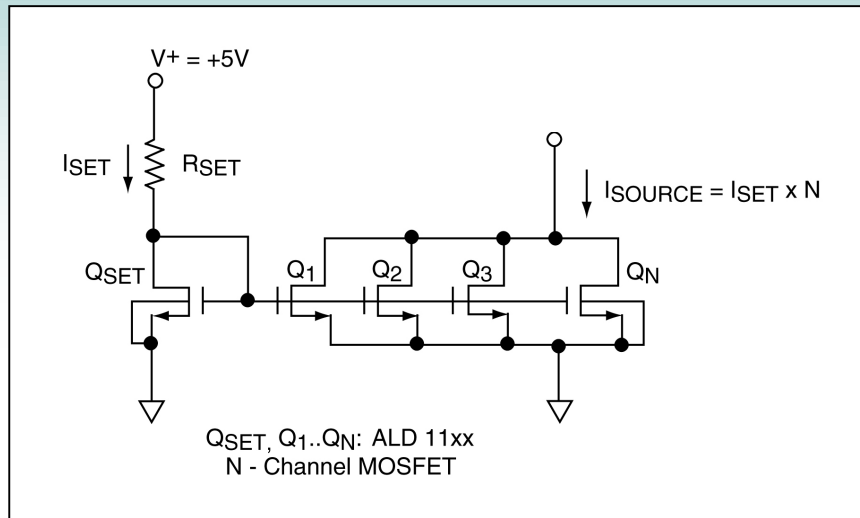 V+ = +5V
ISET
RSET
ISOURCE = ISET x N
QSET
Q1
Q2
Q3
QN
QSET, Q1..QN: ALD 11xx
N - Channel MOSFET